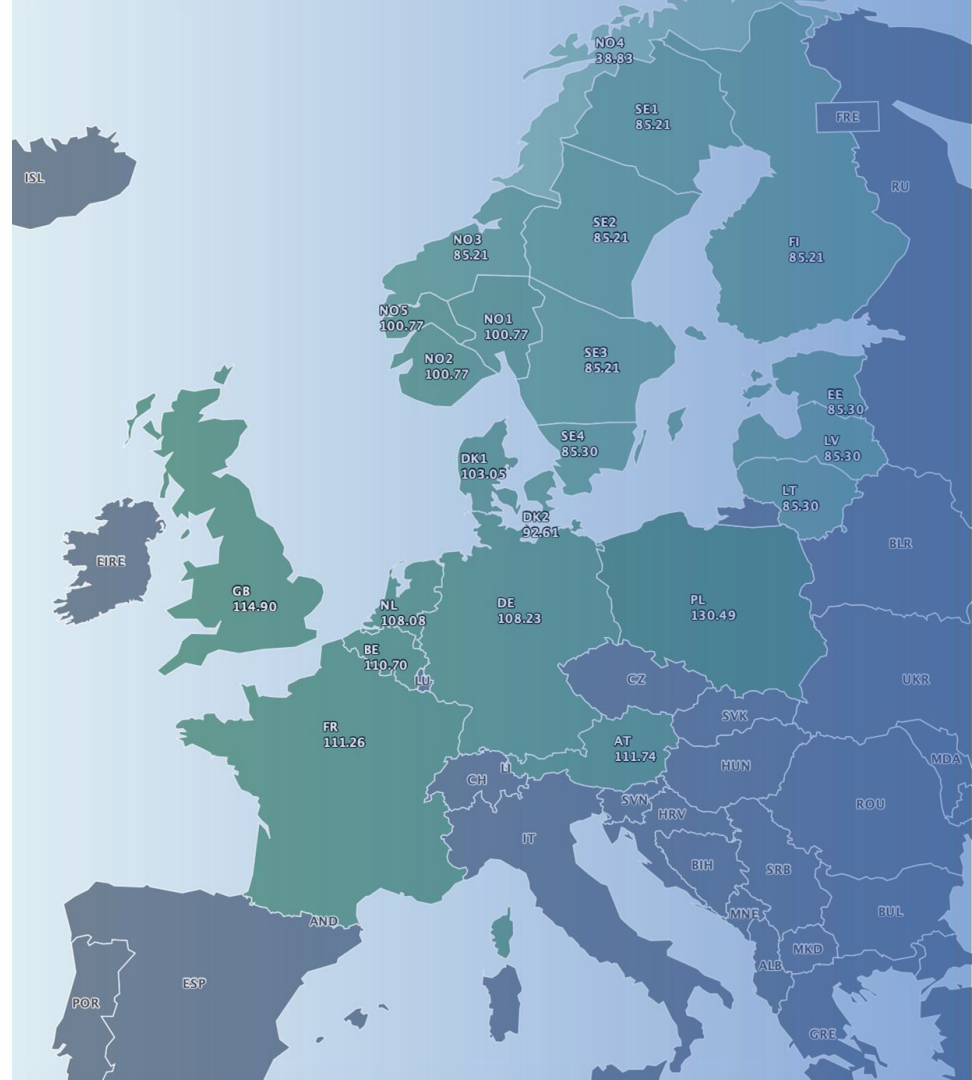 NO4
38.83
SE1
85.21
FRE
ISL
RU
SE2
85.21
NO3
85.21
FI
85.21
NO5
100.77
NO1
100.77
NO2
100.77
SE3
85.21
EE
85.30
SE4
85.30
LV
85.30
DK1
103.05
LT
85.30
DK2
92.61
BLR
EIRE
GB
114.90
NL
108.08
DE
108.23
PL
130.49
BE
110.70
LU
CZ
UKR
SVK
FR
111.26
AT
111.74
MDA
HUN
LI
CH
SVN
HRV
ROU
IT
BIH
SRB
MNE
BUL
AND
MKD
ALB
ESP
POR
GRE